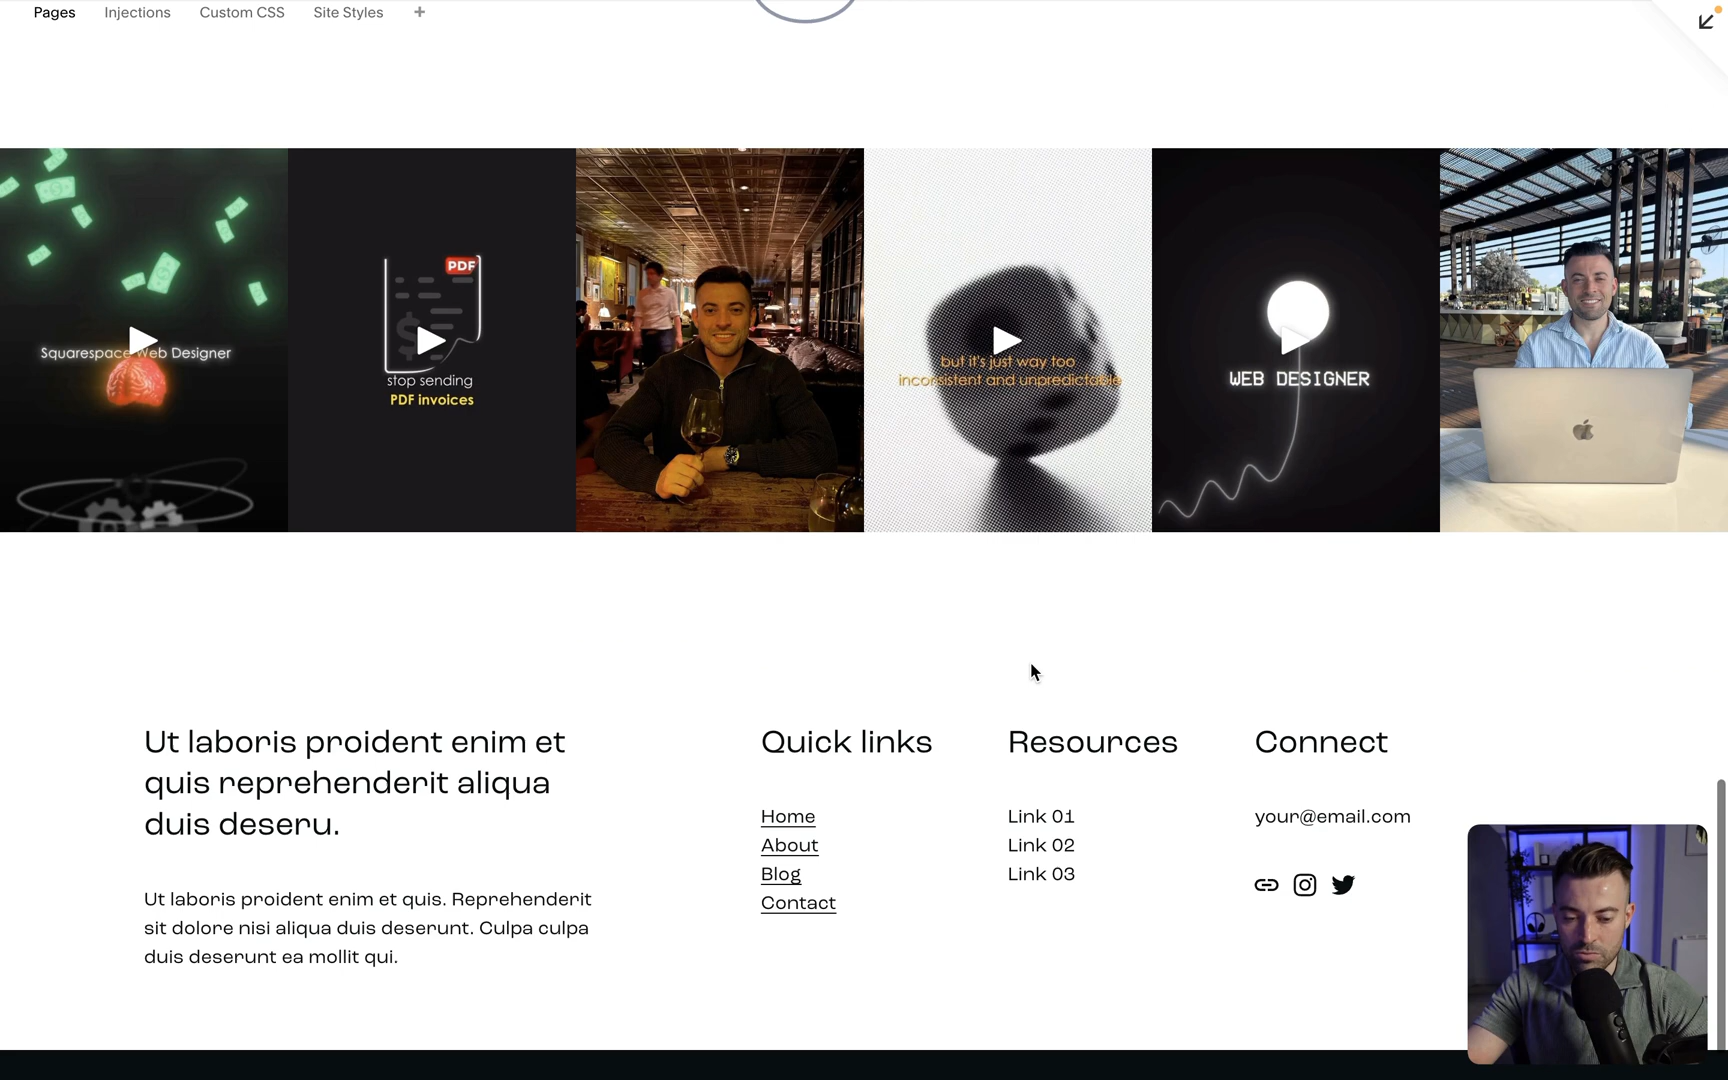 Pages
Injections
Custom CSS
Site Styles
+
Squarespace Web Designer
PDF
$
stop sending
PDF invoices
but it's just way too
inconsistent and unpredictable
WEB DESIGNER
Ut laboris proident enim et
quis reprehenderit aliqua
duis deseru.
Ut laboris proident enim et quis. Reprehenderit
sit dolore nisi aliqua duis deserunt. Culpa culpa
duis deserunt ea mollit qui.
Quick links
Home
About
Blog
Contact
Resources
Link 01
Link 02
Link 03
Connect
your@email.com